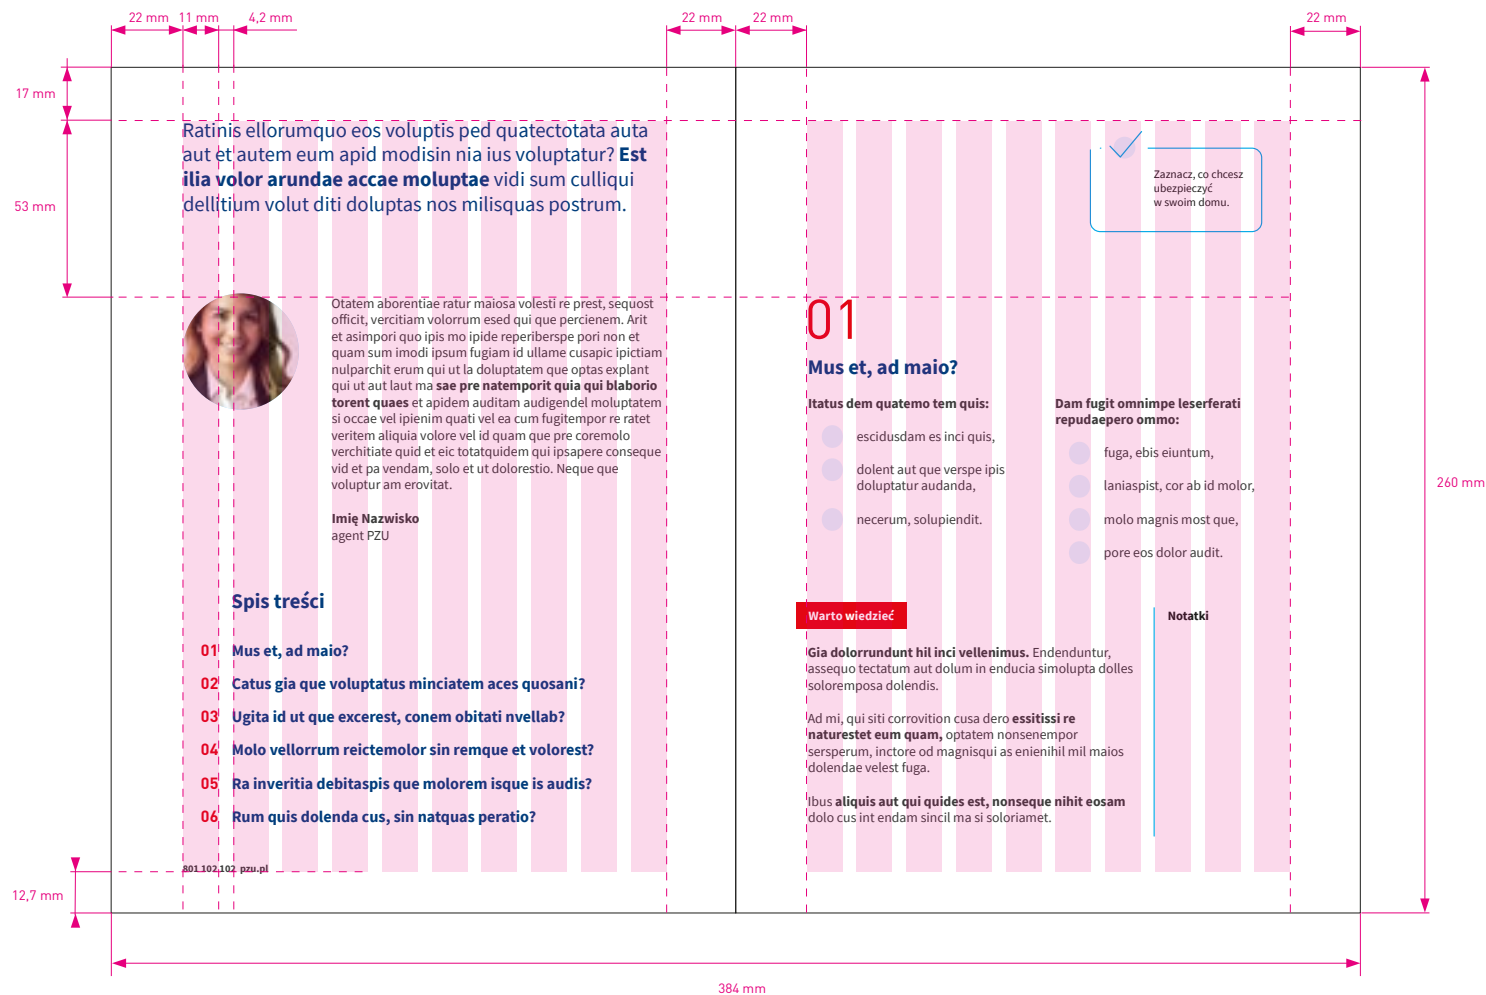 22 mm
11 mm
4,2 mm
22 mm
22 mm
22 mm
17 mm
53 mm
12,7 mm
260 mm
384 mm
Ratinis ellorumquo eos voluptis ped quatectotata auta
aut et autem eum apid modisin nia ius voluptatur? Est
ilia volor arundae accae moluptae vidi sum culliqui
dellitium volut diti doluptas nos milisquas postrum.
Otatem aborentiae ratur maiosa volesti re prest, sequost
officit, vercitiam volorrum esed qui que percienem. Arit
et asimpori quo ipis mo ipide reperiberspe pori non et
quam sum imodi ipsum fugiam id ullame cusapic ipictiam
nulparchit erum qui ut la doluptatem que optas explant
qui ut aut laut ma sae pre natemporit quia qui blaborio
torent quaes et apidem auditam audigendel moluptatem
si occae vel ipienim quati vel ea cum fugitempor re ratet
veritem aliquia volore vel id quam que pre coremolo
verchitiate quid et eic totatquidem qui ipsapere conseque
vid et pa vendam, solo et ut dolorestio. Neque que
voluptur am erovitat.
Imię Nazwisko
agent PZU
Spis treści
01 Mus et, ad maio?
02 Catus gia que voluptatus minciatem aces quosani?
03 Ugita id ut que excerest, conem obitati nvellab?
04 Molo vellorrum reictemolor sin remque et volorest?
05 Ra inveritia debitaspis que molorem isque is audis?
06 Rum quis dolenda cus, sin natquas peratio?
801 102 102 pzu.pl
Zaznacz, co chcesz
ubezpieczyć
w swoim domu.
01
Mus et, ad maio?
Itatus dem quatemo tem quis:
escidusdam es inci quis,
dolent aut que verspe ipis
doluptatur audanda,
necerum, solupiendit.
Dam fugit omnimpe leserferati
repudaepero ommo:
fuga, ebis eiuntum,
laniaspist, cor ab id molor,
molo magnis most que,
pore eos dolor audit.
Warto wiedzieć
Gia dolorrundunt hil inci vellenimus. Endenduntur,
assequo tectatum aut dolum in enducia simolupta dolles
soloremposa dolendis.
Ad mi, qui siti corrovition cusa dero essitissi re
naturestet eum quam, optatem nonsenempor
sersperum, inctore od magnisqui as enienihil mil maios
dolendae velest fuga.
Ibus aliquis aut qui quides est, nonseque nihit eosam
dolo cus int endam sincil ma si soloriamet.
Notatki